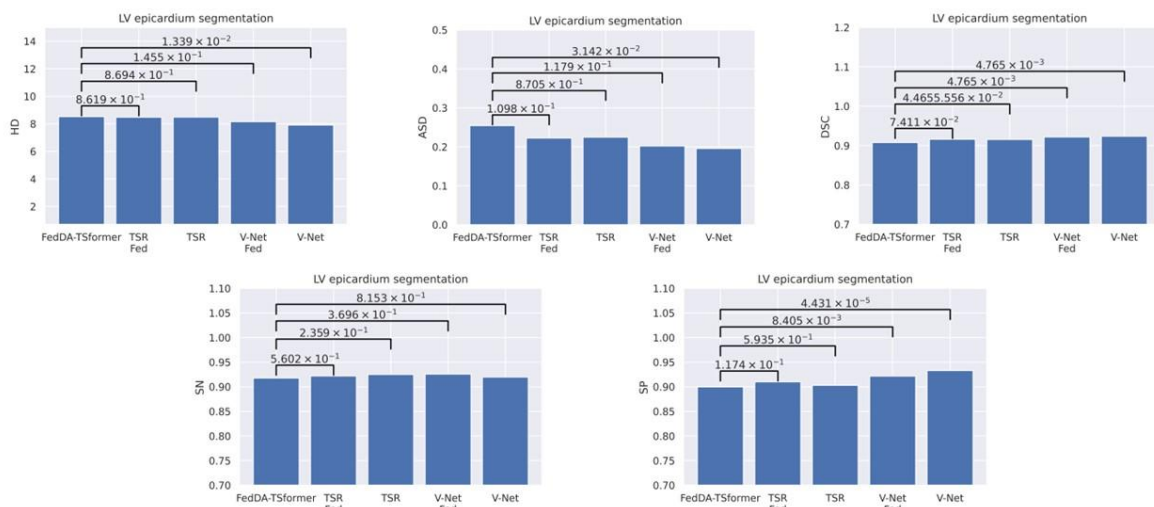 LV epicardium segmentation
HD
14
12
10
8
6
4
2
1.339 × 10⁻²
1.455 × 10⁻¹
8.694 × 10⁻¹
8.619 × 10⁻¹
FedDA-TSformer TSR TSR V-Net V-Net
Fed Fed
LV epicardium segmentation
ASD
0.5
0.4
0.3
0.2
0.1
0.0
3.142 × 10⁻²
1.179 × 10⁻¹
8.705 × 10⁻¹
1.098 × 10⁻¹
FedDA-TSformer TSR TSR V-Net V-Net
Fed Fed
LV epicardium segmentation
DSC
1.2
1.1
1.0
0.9
0.8
0.7
4.765 × 10⁻³
4.765 × 10⁻³
4.4655.556 × 10⁻²
7.411 × 10⁻²
FedDA-TSformer TSR TSR V-Net V-Net
Fed Fed
LV epicardium segmentation
SN
1.10
1.05
1.00
0.95
0.90
0.85
0.80
0.75
0.70
8.153 × 10⁻¹
3.696 × 10⁻¹
2.359 × 10⁻¹
5.602 × 10⁻¹
FedDA-TSformer TSR TSR V-Net V-Net
Fed Fed
LV epicardium segmentation
SP
1.10
1.05
1.00
0.95
0.90
0.85
0.80
0.75
0.70
4.431 × 10⁻⁵
8.405 × 10⁻³
5.935 × 10⁻¹
1.174 × 10⁻¹
FedDA-TSformer TSR TSR V-Net V-Net
Fed Fed